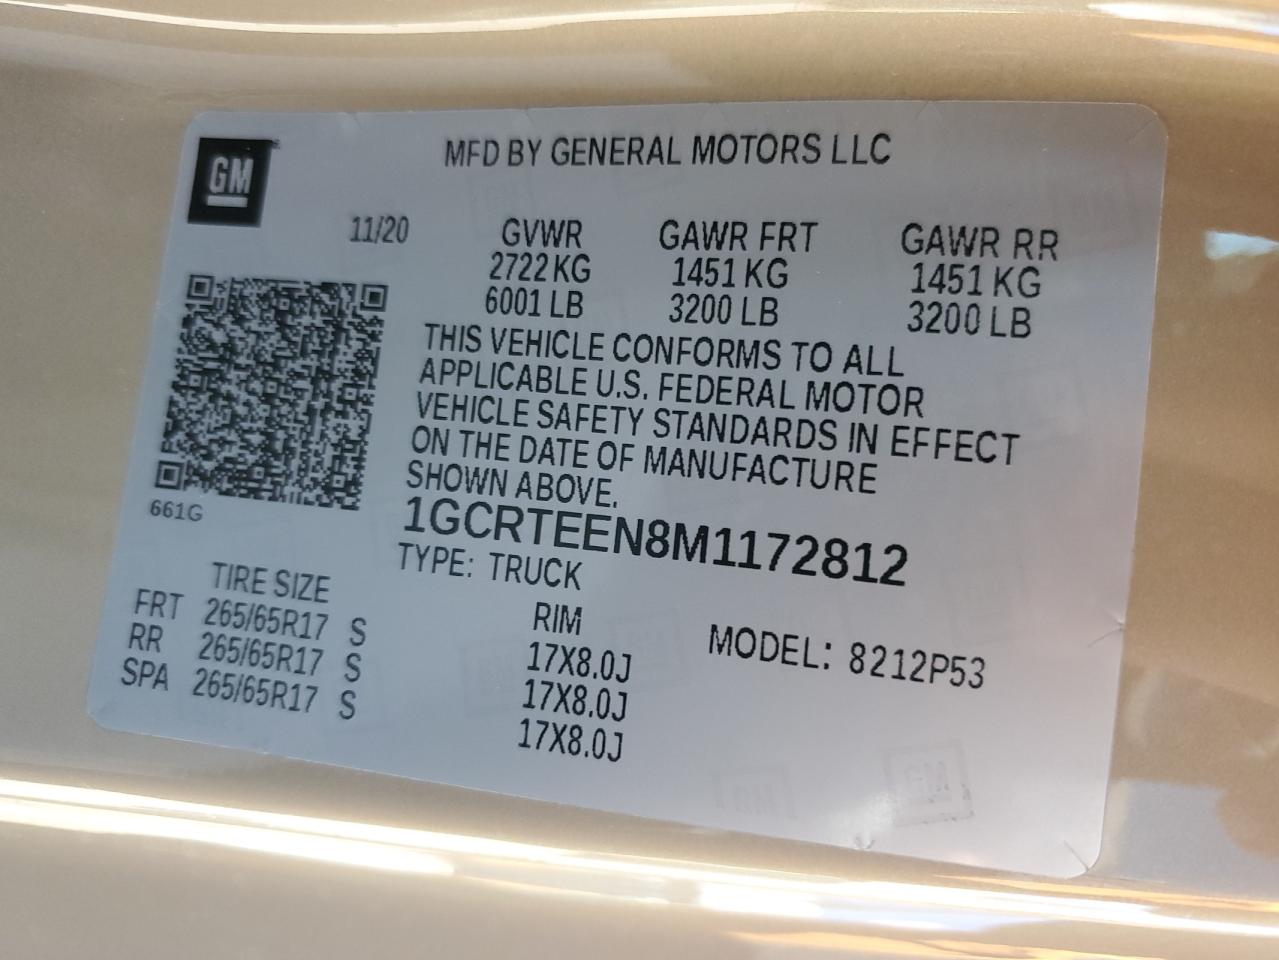 GM
MFD BY GENERAL MOTORS LLC
11/20
GVWR GAWR FRT GAWR RR
2722 KG 1451 KG 1451 KG
6001 LB 3200 LB 3200 LB
THIS VEHICLE CONFORMS TO ALL
APPLICABLE U.S. FEDERAL MOTOR
VEHICLE SAFETY STANDARDS IN EFFECT
ON THE DATE OF MANUFACTURE
SHOWN ABOVE.
661G
1GCRTEEN8M1172812
TYPE: TRUCK
MODEL: 8212P53
TIRE SIZE RIM
FRT 265/65R17 S 17X8.0J
RR 265/65R17 S 17X8.0J
SPA 265/65R17 S 17X8.0J